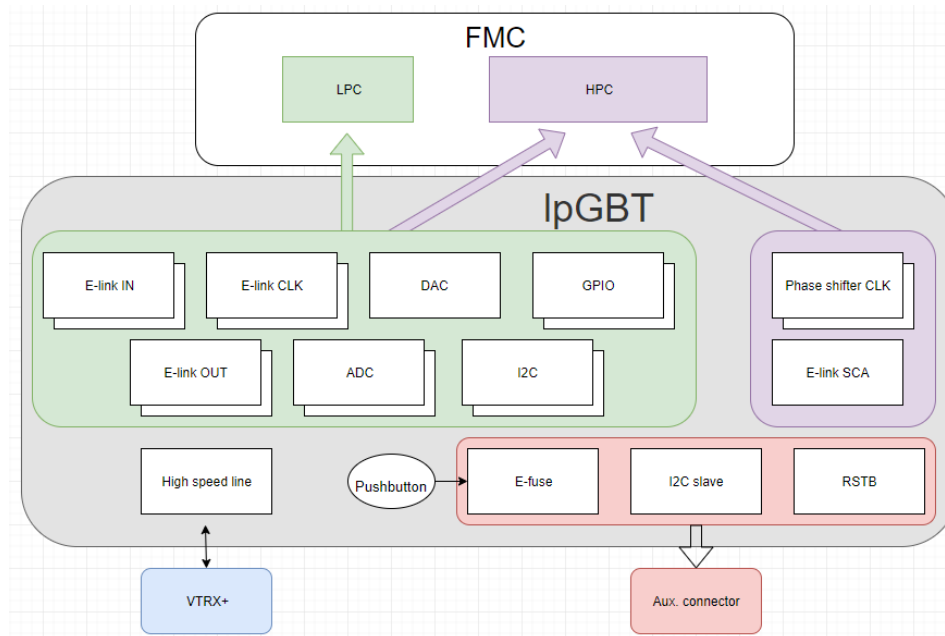 FMC
LPC
HPC
lpGBT
E-link IN
E-link CLK
DAC
GPIO
Phase shifter CLK
E-link OUT
ADC
I2C
E-link SCA
High speed line
Pushbutton
E-fuse
I2C slave
RSTB
VTRX+
Aux. connector